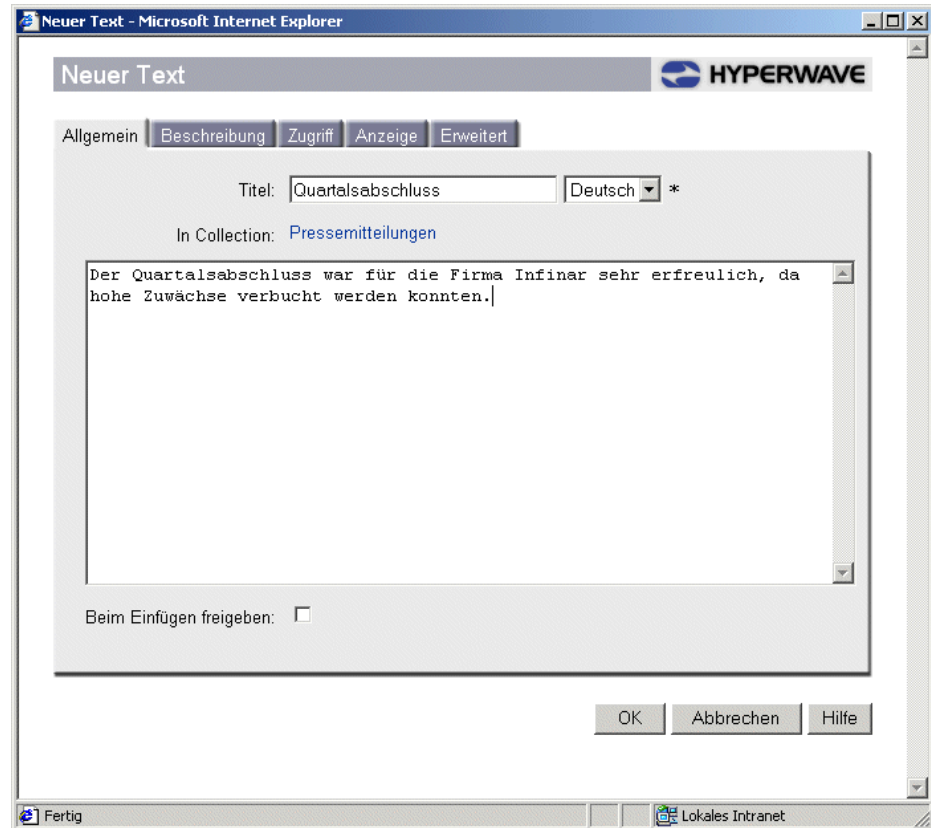 Neuer Text - Microsoft Internet Explorer
Neuer Text HYPERWAVE
Allgemein Beschreibung Zugriff Anzeige Erweitert
Titel: Quartalsabschluss Deutsch *
In Collection: Pressemitteilungen
Der Quartalsabschluss war für die Firma Infinar sehr erfreulich, da
hohe Zuwächse verbucht werden konnten.
Beim Einfügen freigeben:
OK Abbrechen Hilfe
Fertig Lokales Intranet